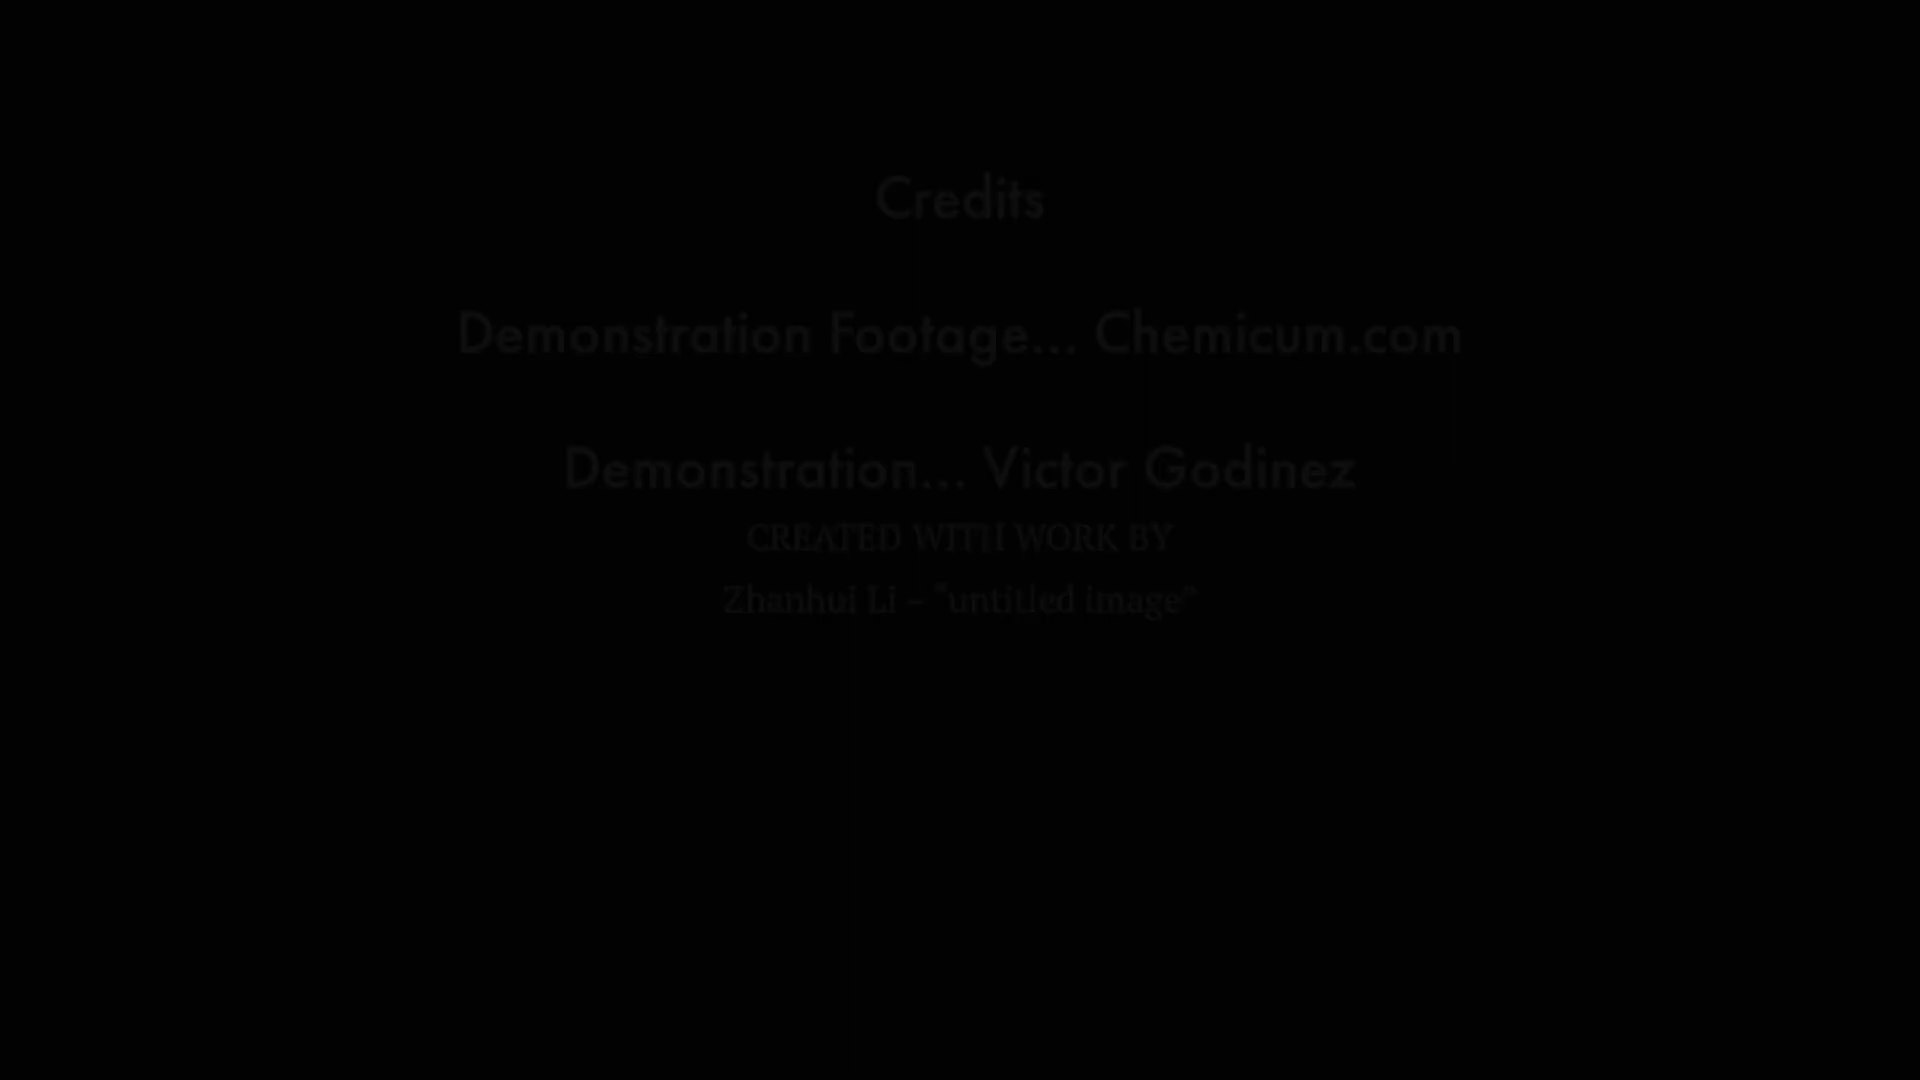 Credits
Demonstration Footage... Chemicum.com
Demonstration... Victor Godinez
CREATED WITH WORK BY
Zhanhui Li – “untitled image”